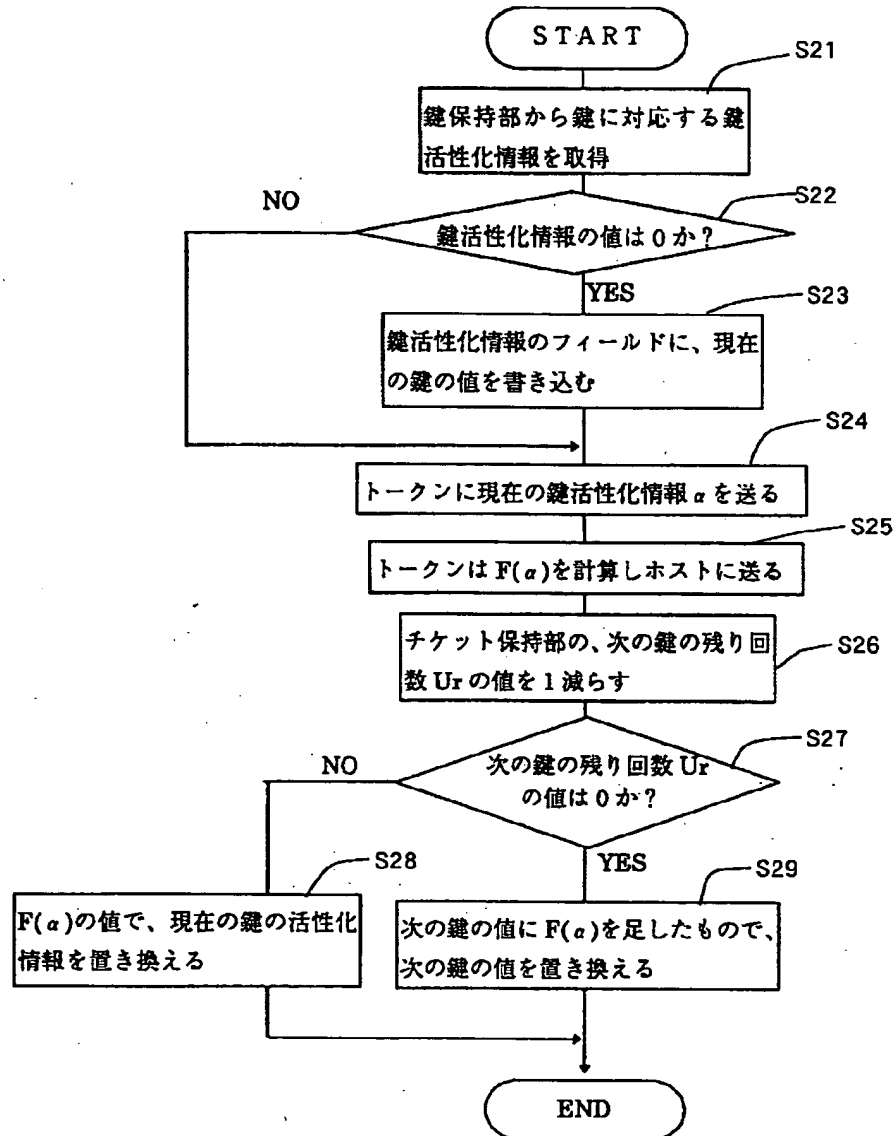 START
S21
鍵保持部から鍵に対応する鍵
活性化情報を取得
S22
NO
鍵活性化情報の値は0か？
YES
S23
鍵活性化情報のフィールドに、現在
の鍵の値を書き込む
S24
トークンに現在の鍵活性化情報αを送る
S25
トークンはF(α)を計算しホストに送る
S26
チケット保持部の、次の鍵の残り回
数Urの値を1減らす
S27
NO
次の鍵の残り回数Ur
の値は0か？
YES
S28
S29
F(α)の値で、現在の鍵の活性化
情報を置き換える
次の鍵の値にF(α)を足したもので、
次の鍵の値を置き換える
END